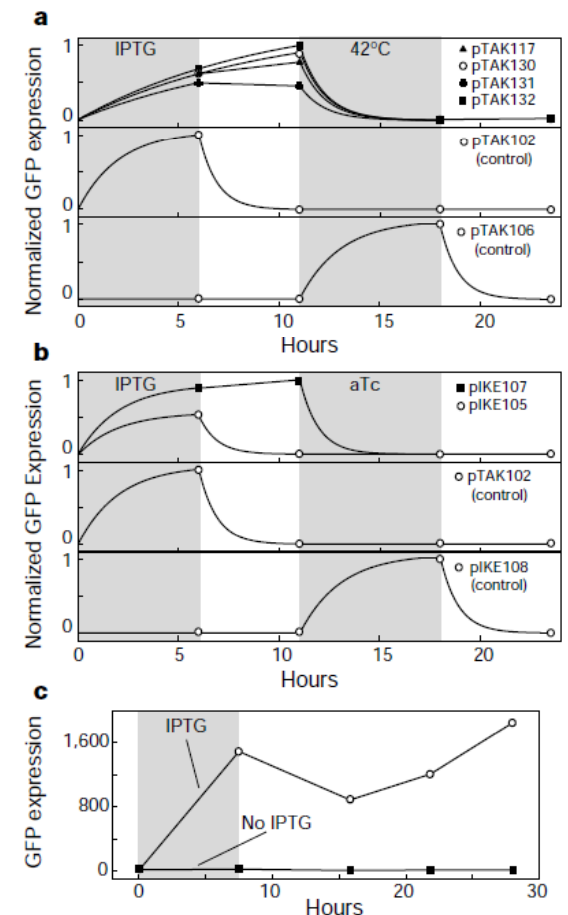 a
IPTG
42°C
pTAK117
pTAK130
pTAK131
pTAK132
1
0
pTAK102
(control)
1
0
pTAK106
(control)
1
0
Normalized GFP expression
0 5 10 15 20
Hours
b
IPTG
aTc
pIKE107
pIKE105
1
0
pTAK102
(control)
1
0
pIKE108
(control)
1
0
Normalized GFP Expression
0 5 10 15 20
Hours
c
IPTG
No IPTG
1,600
800
0
GFP expression
0 10 20 30
Hours